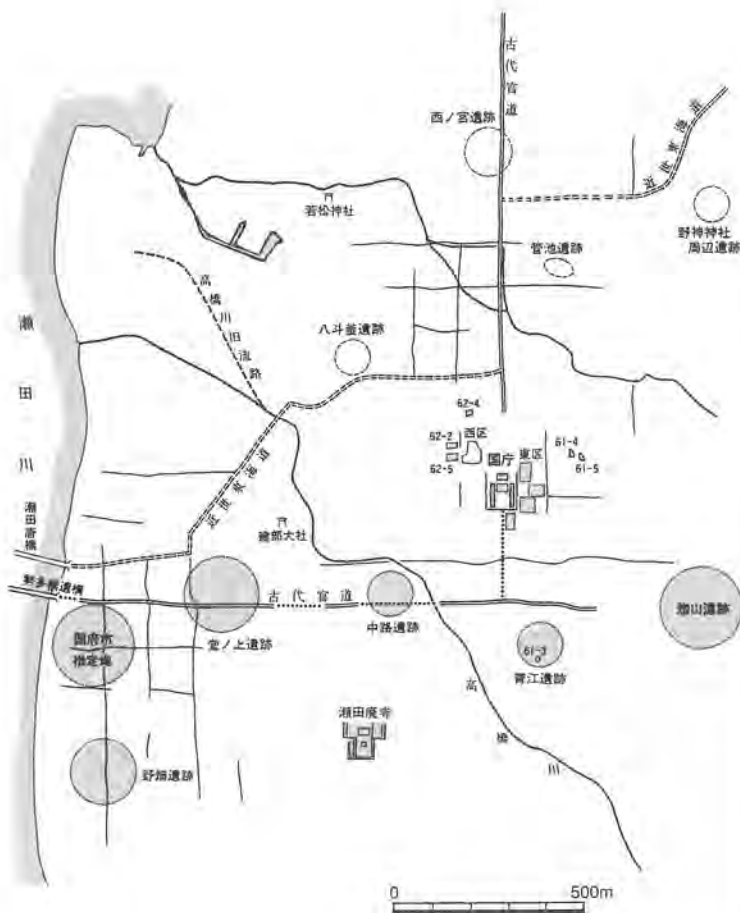 古代官道
西ノ宮遺跡
近世東海道
若松神社
野神神社
周辺遺跡
管池遺跡
高橋川旧流路
八斗釜遺跡
瀬田川
62-4
62-2
西区
61-4
62-5
国庁
東区
61-5
近世東海道
建部大社
瀬田唐橋
古代官道
惣山遺跡
国府市
推定地
堂ノ上遺跡
中路遺跡
61-3
青江遺跡
瀬田廃寺
高橋川
野畑遺跡
0
500m